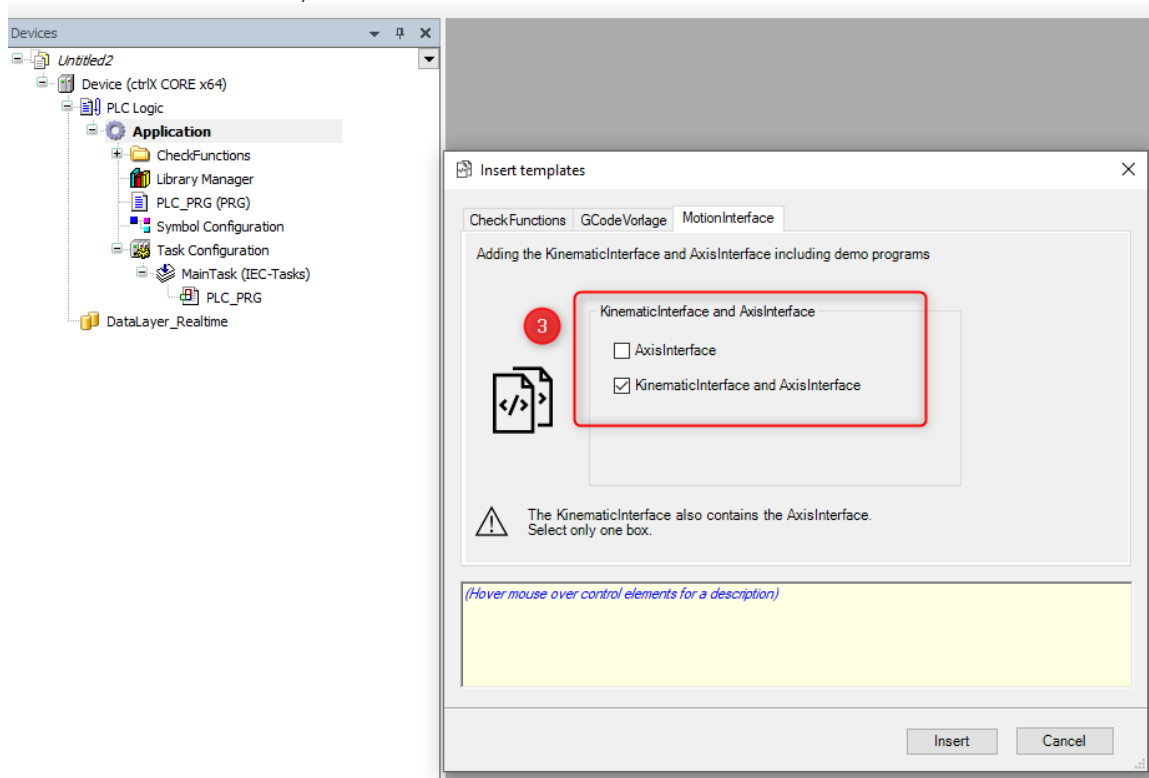 Devices
Untitled2
Device (ctrlX CORE x64)
PLC Logic
Application
CheckFunctions
Library Manager
PLC_PRG (PRG)
Symbol Configuration
Task Configuration
MainTask (IEC-Tasks)
PLC_PRG
DataLayer_Realtime
Insert templates
CheckFunctions GCodeVorlage MotionInterface
Adding the KinematicInterface and AxisInterface including demo programs
KinematicInterface and AxisInterface
3
AxisInterface
KinematicInterface and AxisInterface
The KinematicInterface also contains the AxisInterface.
Select only one box.
(Hover mouse over control elements for a description)
Insert Cancel